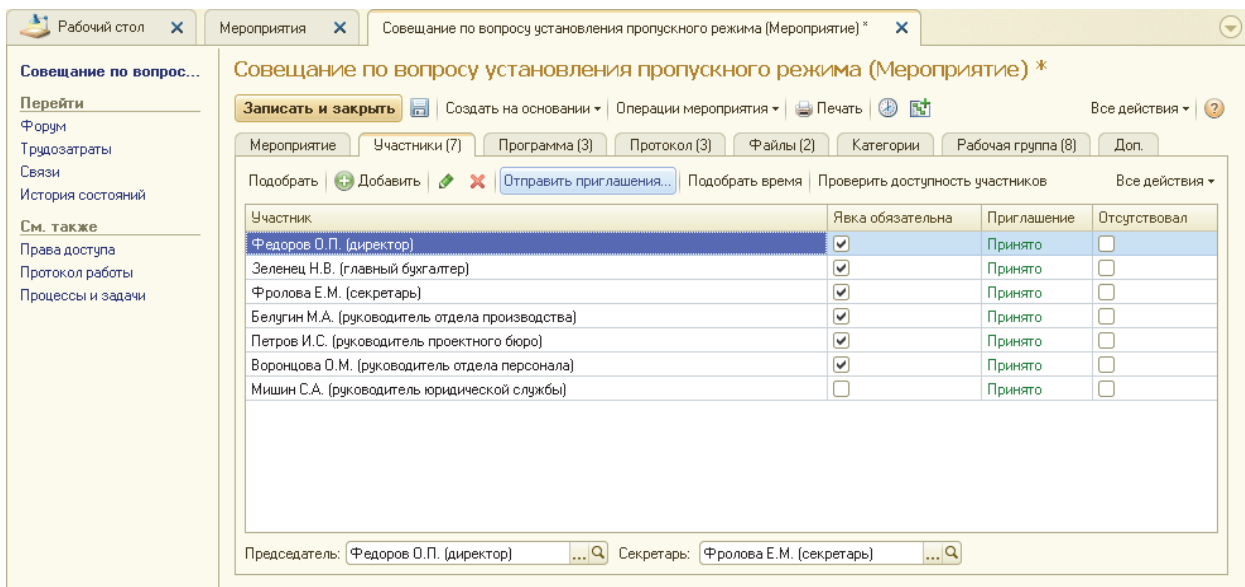 Рабочий стол Мероприятия Совещание по вопросу установления пропускного режима (Мероприятие) *
Совещание по вопрос...
Перейти
Форум
Трудозатраты
Связи
История состояний
См. также
Права доступа
Протокол работы
Процессы и задачи
Совещание по вопросу установления пропускного режима (Мероприятие) *
Записать и закрыть Создать на основании Операции мероприятия Печать Все действия ?
Мероприятие Участники (7) Программа (3) Протокол (3) Файлы (2) Категории Рабочая группа (8) Доп.
Подобрать Добавить Отправить приглашения... Подобрать время Проверить доступность участников Все действия
Участник Явка обязательна Приглашение Отсутствовал
Федоров О.П. (директор) Принято
Зеленец Н.В. (главный бухгалтер) Принято
Фролова Е.М. (секретарь) Принято
Белугин М.А. (руководитель отдела производства) Принято
Петров И.С. (руководитель проектного бюро) Принято
Воронцова О.М. (руководитель отдела персонала) Принято
Мишин С.А. (руководитель юридической службы) Принято
Председатель: Федоров О.П. (директор) ... Секретарь: Фролова Е.М. (секретарь) ...